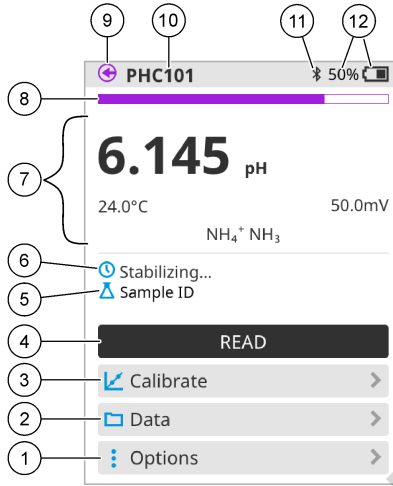 9 10 11 12
PHC101 50%
8
7
6.145 pH
24.0°C 50.0mV
NH₄⁺ NH₃
6 Stabilizing...
5 Sample ID
4 READ
3 Calibrate
2 Data
1 Options